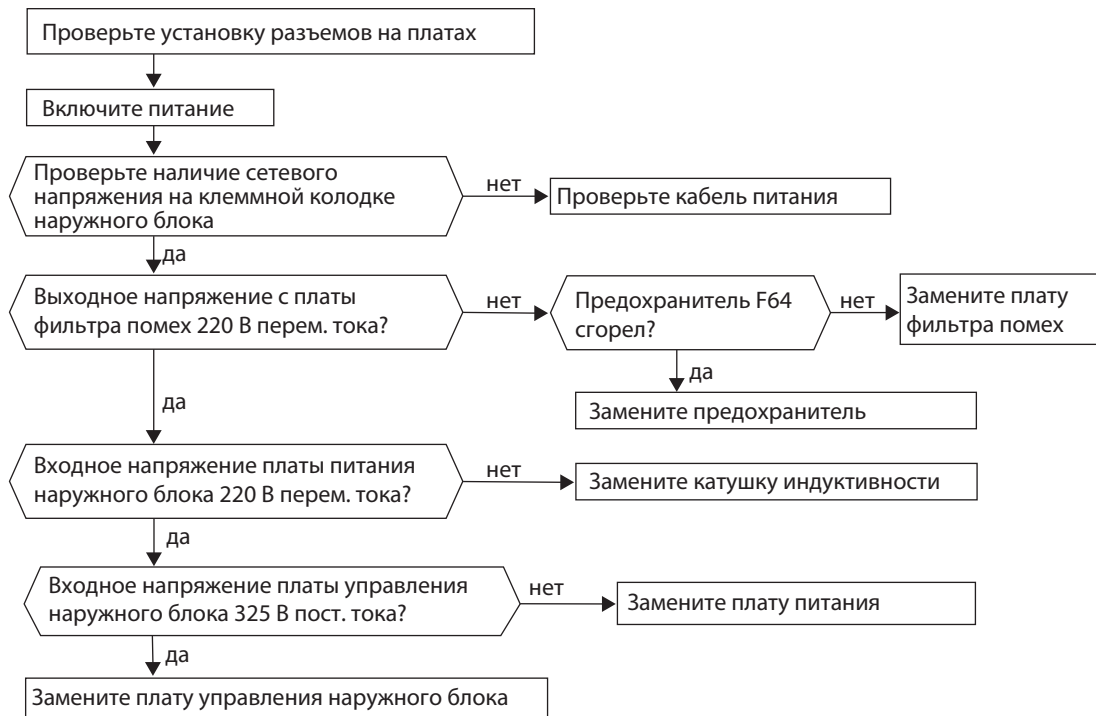 Проверьте установку разъемов на платах
Включите питание
Проверьте наличие сетевого
напряжения на клеммной колодке
наружного блока
нет
Проверьте кабель питания
да
Выходное напряжение с платы
фильтра помех 220 В перем. тока?
нет
Предохранитель F64
сгорел?
нет
Замените плату
фильтра помех
да
Замените предохранитель
да
Входное напряжение платы питания
наружного блока 220 В перем. тока?
нет
Замените катушку индуктивности
да
Входное напряжение платы управления
наружного блока 325 В пост. тока?
нет
Замените плату питания
да
Замените плату управления наружного блока